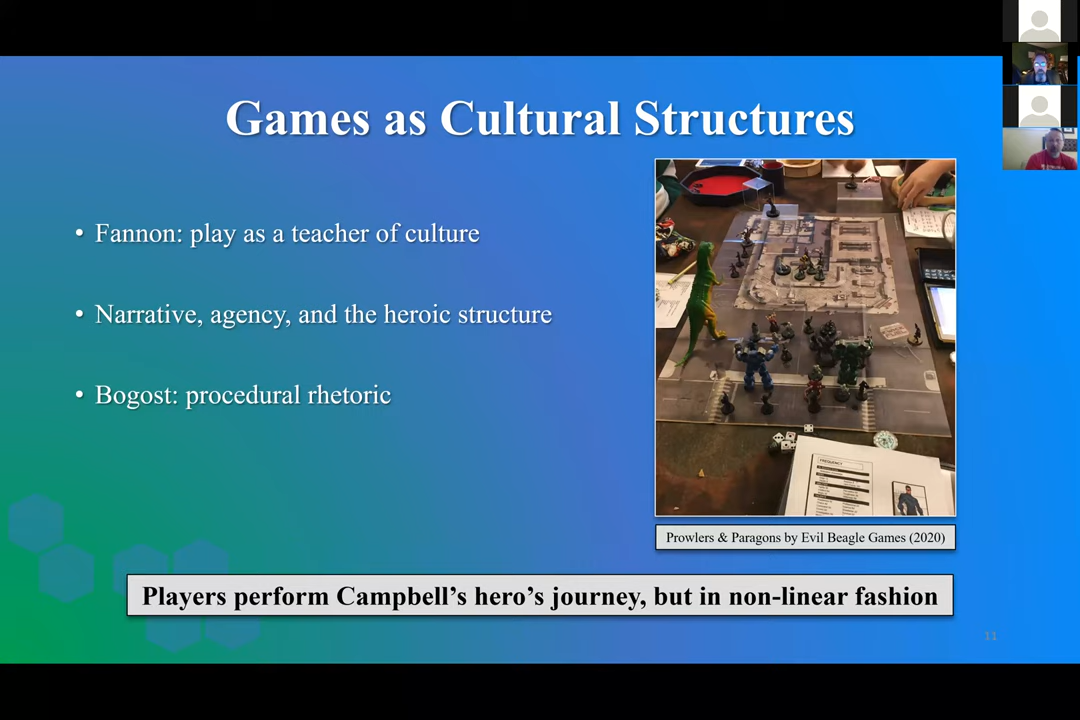 Games as Cultural Structures
• Fannon: play as a teacher of culture
• Narrative, agency, and the heroic structure
• Bogost: procedural rhetoric
FREQUENCY
Prowlers & Paragons by Evil Beagle Games (2020)
Players perform Campbell's hero's journey, but in non-linear fashion
11